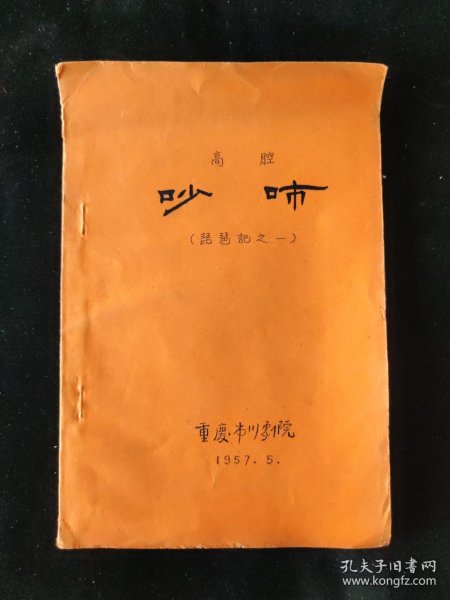 高腔
吵 咘
(琵琶記之一)
重慶市川劇院
1957.5.
孔夫子旧书网
www.kongfz.com